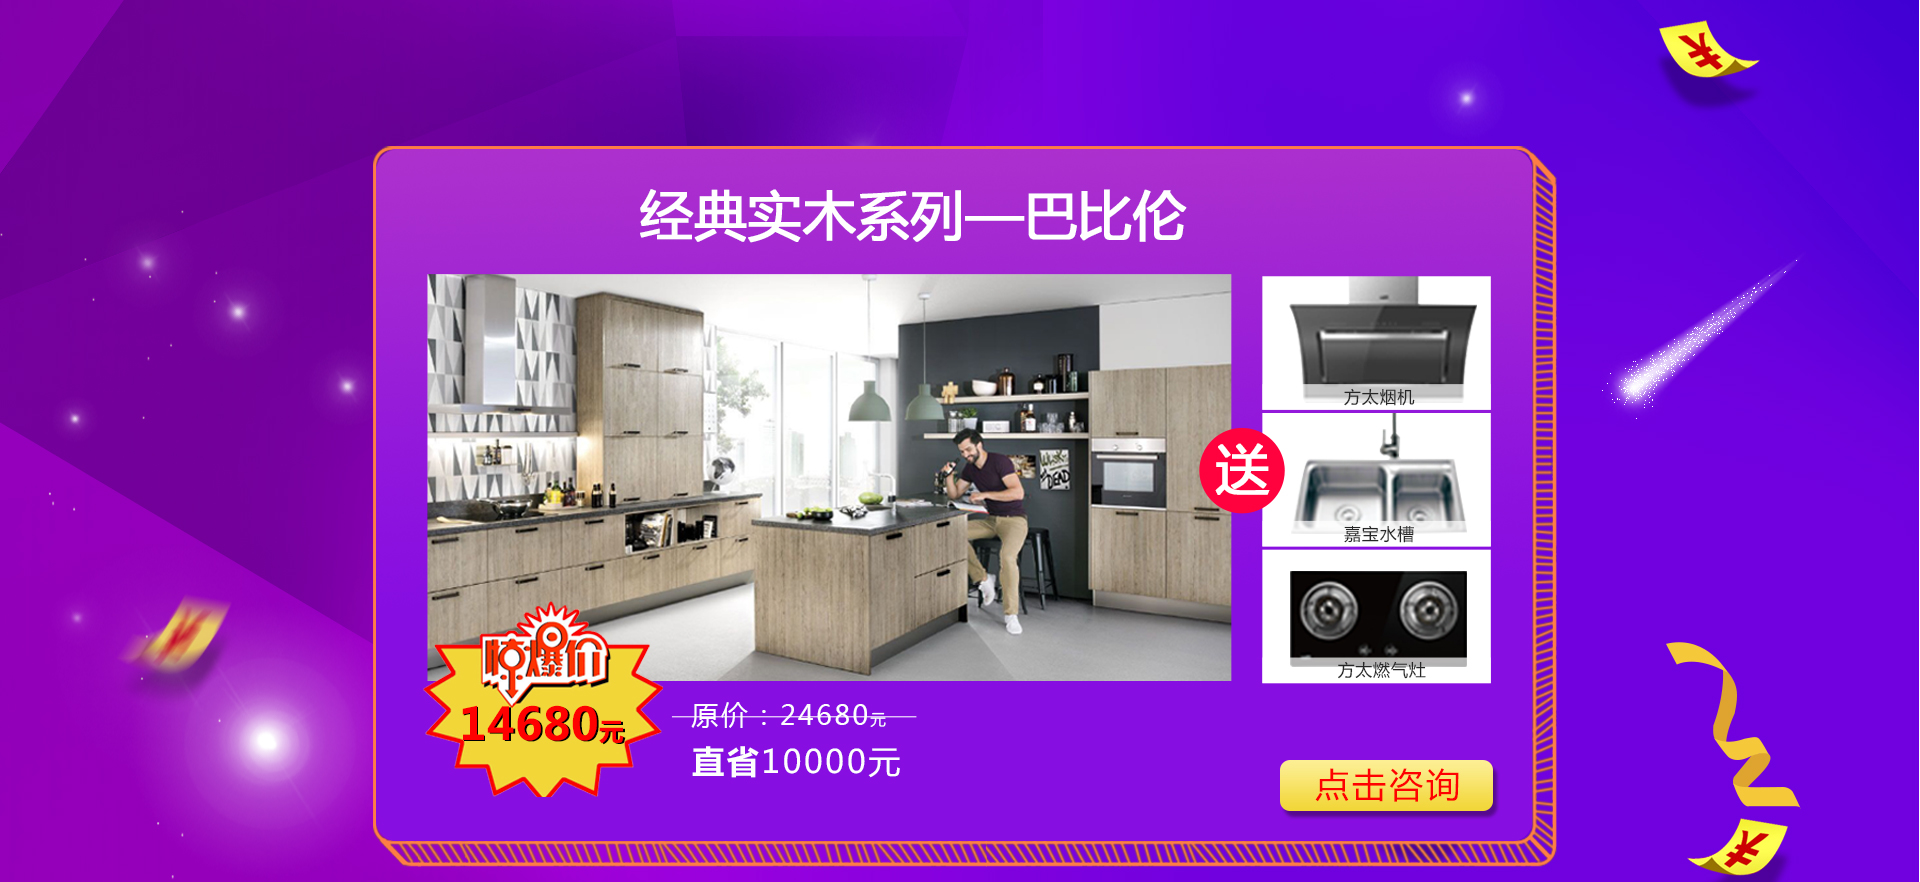 经典实木系列—巴比伦
方太烟机
送
嘉宝水槽
方太燃气灶
惊爆价
14680元
原价：24680元
直省10000元
点击咨询
¥
¥
¥